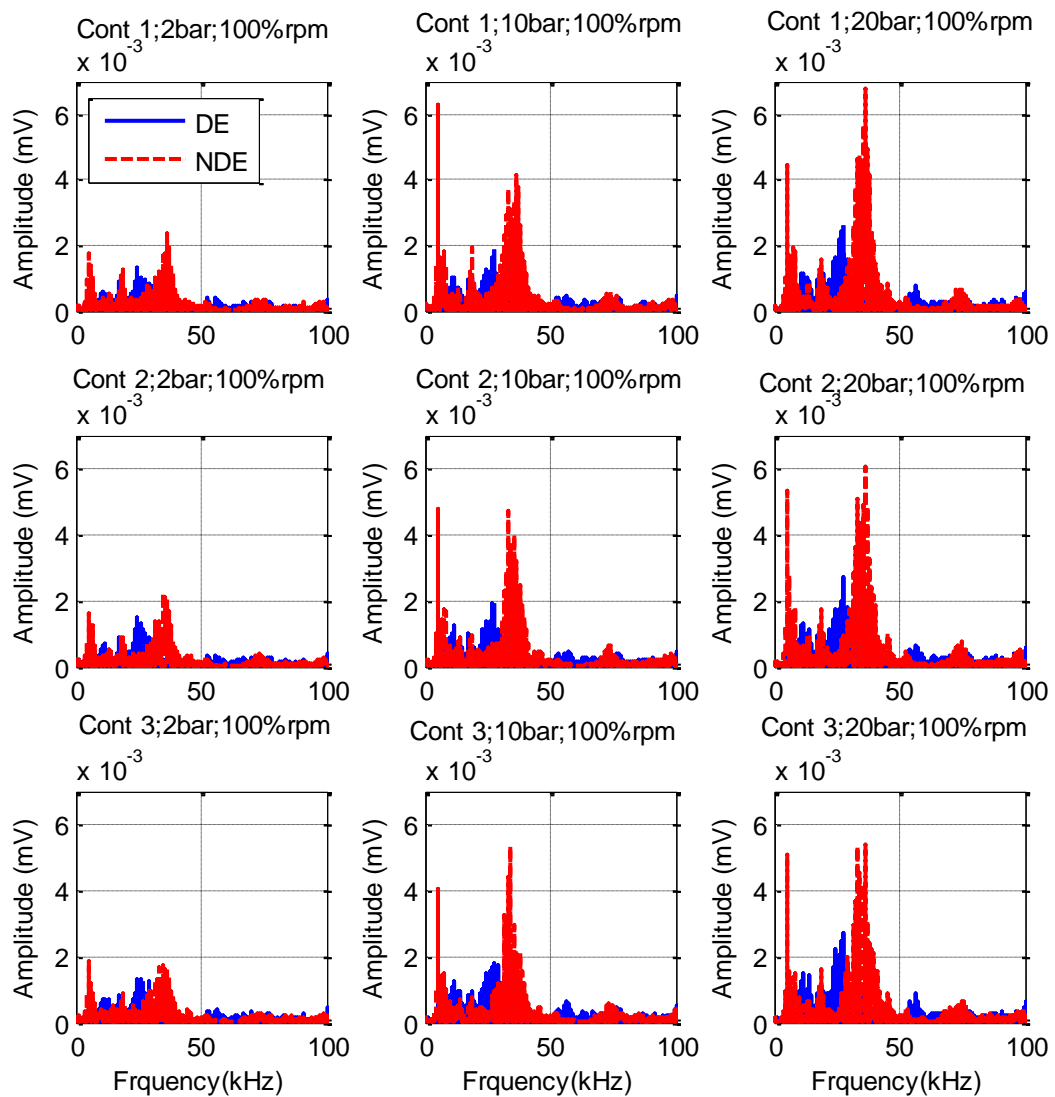 Cont 1;2bar;100%rpm
x 10-3
Amplitude (mV)
6
4
2
0
0 50 100
DE
NDE
Cont 1;10bar;100%rpm
x 10-3
Amplitude (mV)
6
4
2
0
0 50 100
Cont 1;20bar;100%rpm
x 10-3
Amplitude (mV)
6
4
2
0
0 50 100
Cont 2;2bar;100%rpm
x 10-3
Amplitude (mV)
6
4
2
0
0 50 100
Cont 2;10bar;100%rpm
x 10-3
Amplitude (mV)
6
4
2
0
0 50 100
Cont 2;20bar;100%rpm
x 10-3
Amplitude (mV)
6
4
2
0
0 50 100
Cont 3;2bar;100%rpm
x 10-3
Amplitude (mV)
6
4
2
0
0 50 100
Frquency(kHz)
Cont 3;10bar;100%rpm
x 10-3
Amplitude (mV)
6
4
2
0
0 50 100
Frquency(kHz)
Cont 3;20bar;100%rpm
x 10-3
Amplitude (mV)
6
4
2
0
0 50 100
Frquency(kHz)